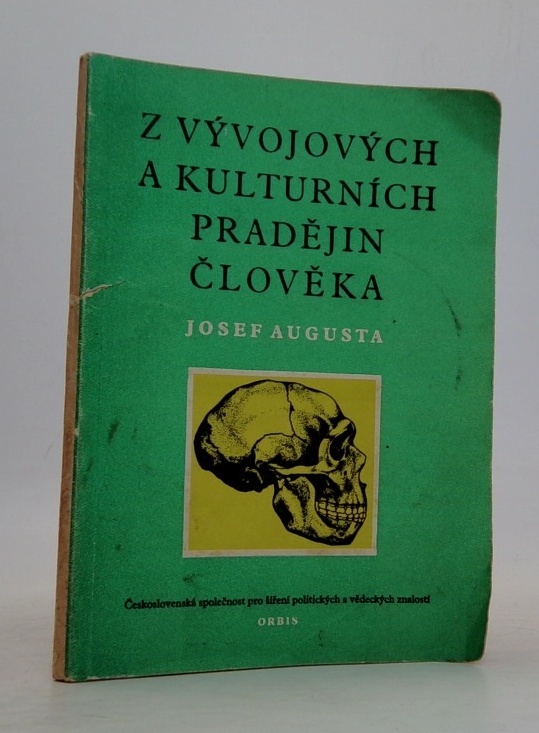 Z VÝVOJOVÝCH
A KULTURNÍCH
PRADĚJIN
ČLOVĚKA
JOSEF AUGUSTA
Československá společnost pro šíření politických a vědeckých znalostí
ORBIS